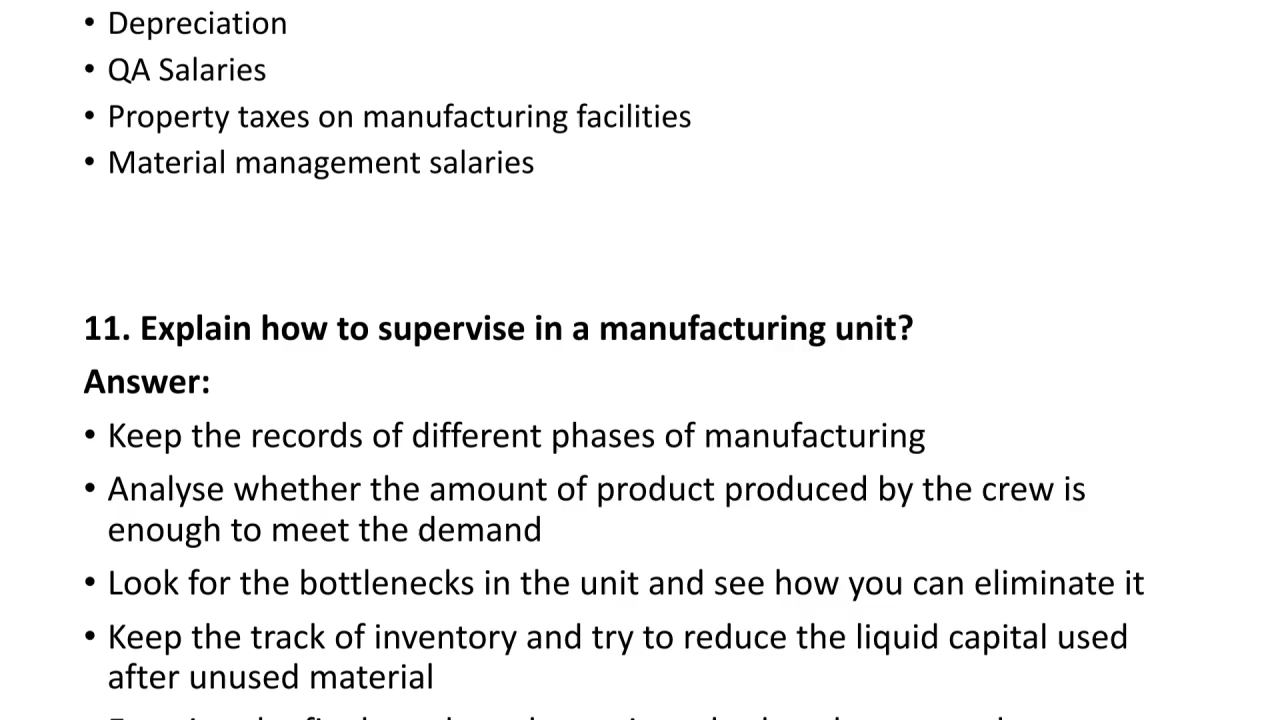 • Depreciation
• QA Salaries
• Property taxes on manufacturing facilities
• Material management salaries
11. Explain how to supervise in a manufacturing unit?
Answer:
• Keep the records of different phases of manufacturing
• Analyse whether the amount of product produced by the crew is
enough to meet the demand
• Look for the bottlenecks in the unit and see how you can eliminate it
• Keep the track of inventory and try to reduce the liquid capital used
after unused material